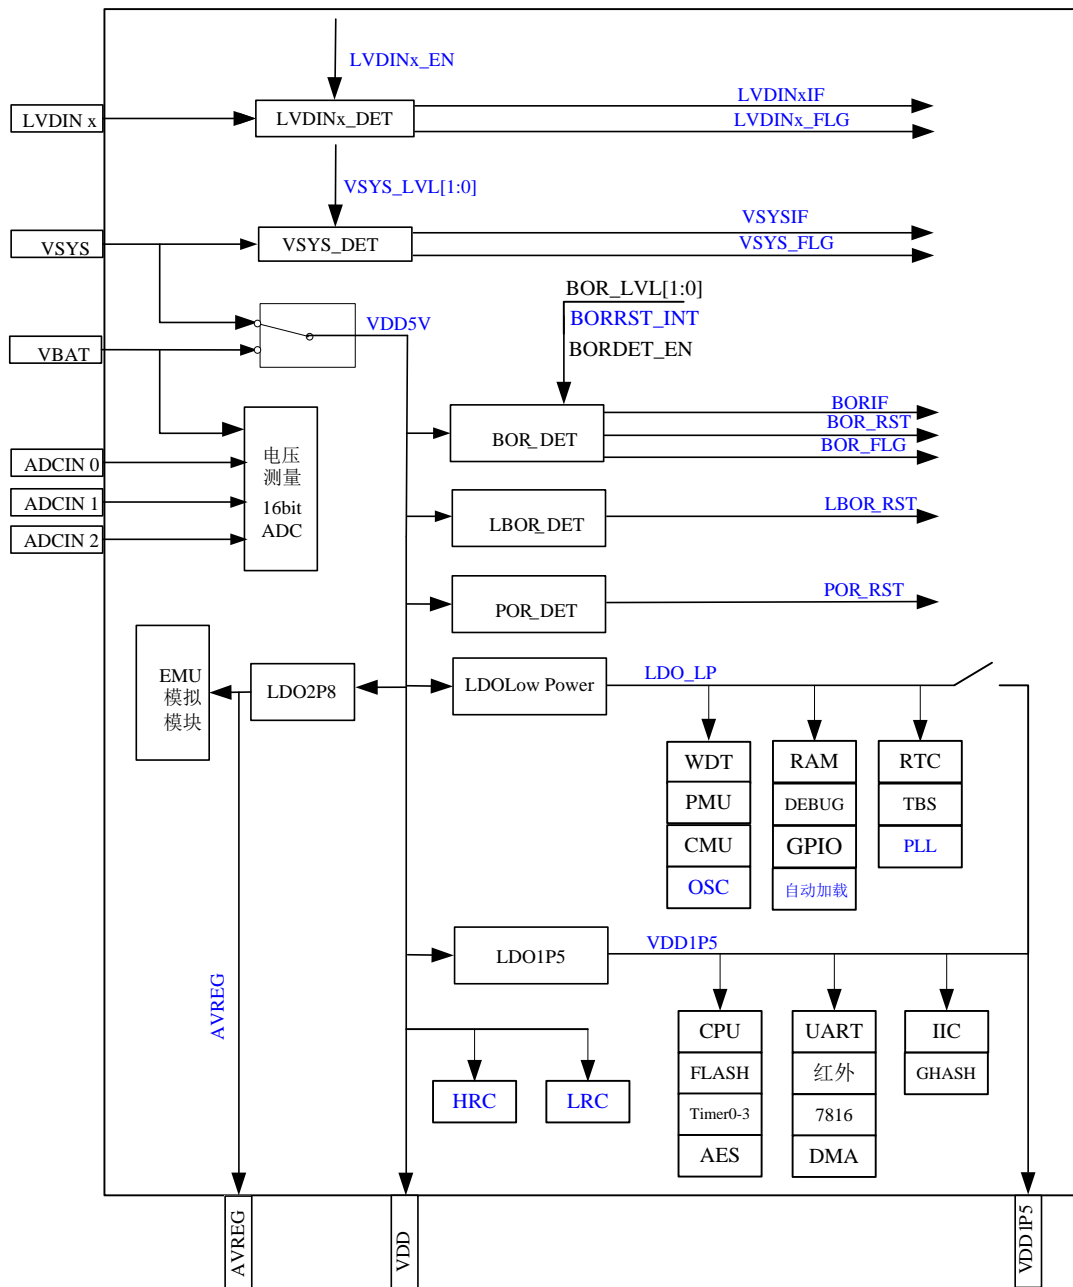 LVDINx_EN
LVDINxIF
LVDIN x
LVDINx_DET
LVDINx_FLG
VSYS_LVL[1:0]
VSYSIF
VSYS
VSYS_DET
VSYS_FLG
BOR_LVL[1:0]
BORRST_INT
VDD5V
BORDET_EN
VBAT
BORIF
BOR_RST
BOR_DET
BOR_FLG
电压
测量
16bit
ADC
ADCIN 0
ADCIN 1
ADCIN 2
LBOR_DET
LBOR_RST
POR_DET
POR_RST
EMU
模拟
模块
LDO2P8
LDOLow Power
LDO_LP
WDT
PMU
CMU
OSC
RAM
DEBUG
GPIO
自动加载
RTC
TBS
PLL
LDO1P5
VDD1P5
AVREG
CPU
FLASH
Timer0-3
AES
UART
红外
7816
DMA
IIC
GHASH
HRC
LRC
AVREG
VDD
VDD1P5